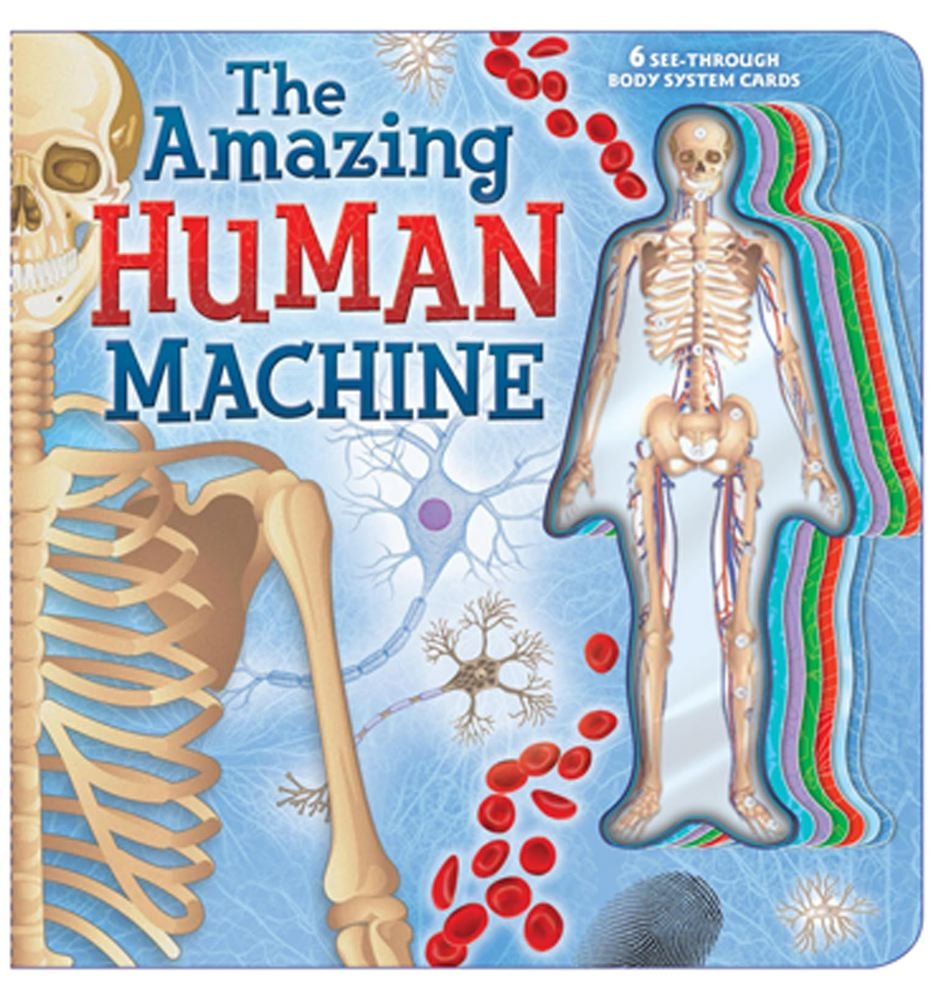 The
Amazing
HUMAN
MACHINE
6 SEE-THROUGH
BODY SYSTEM CARDS